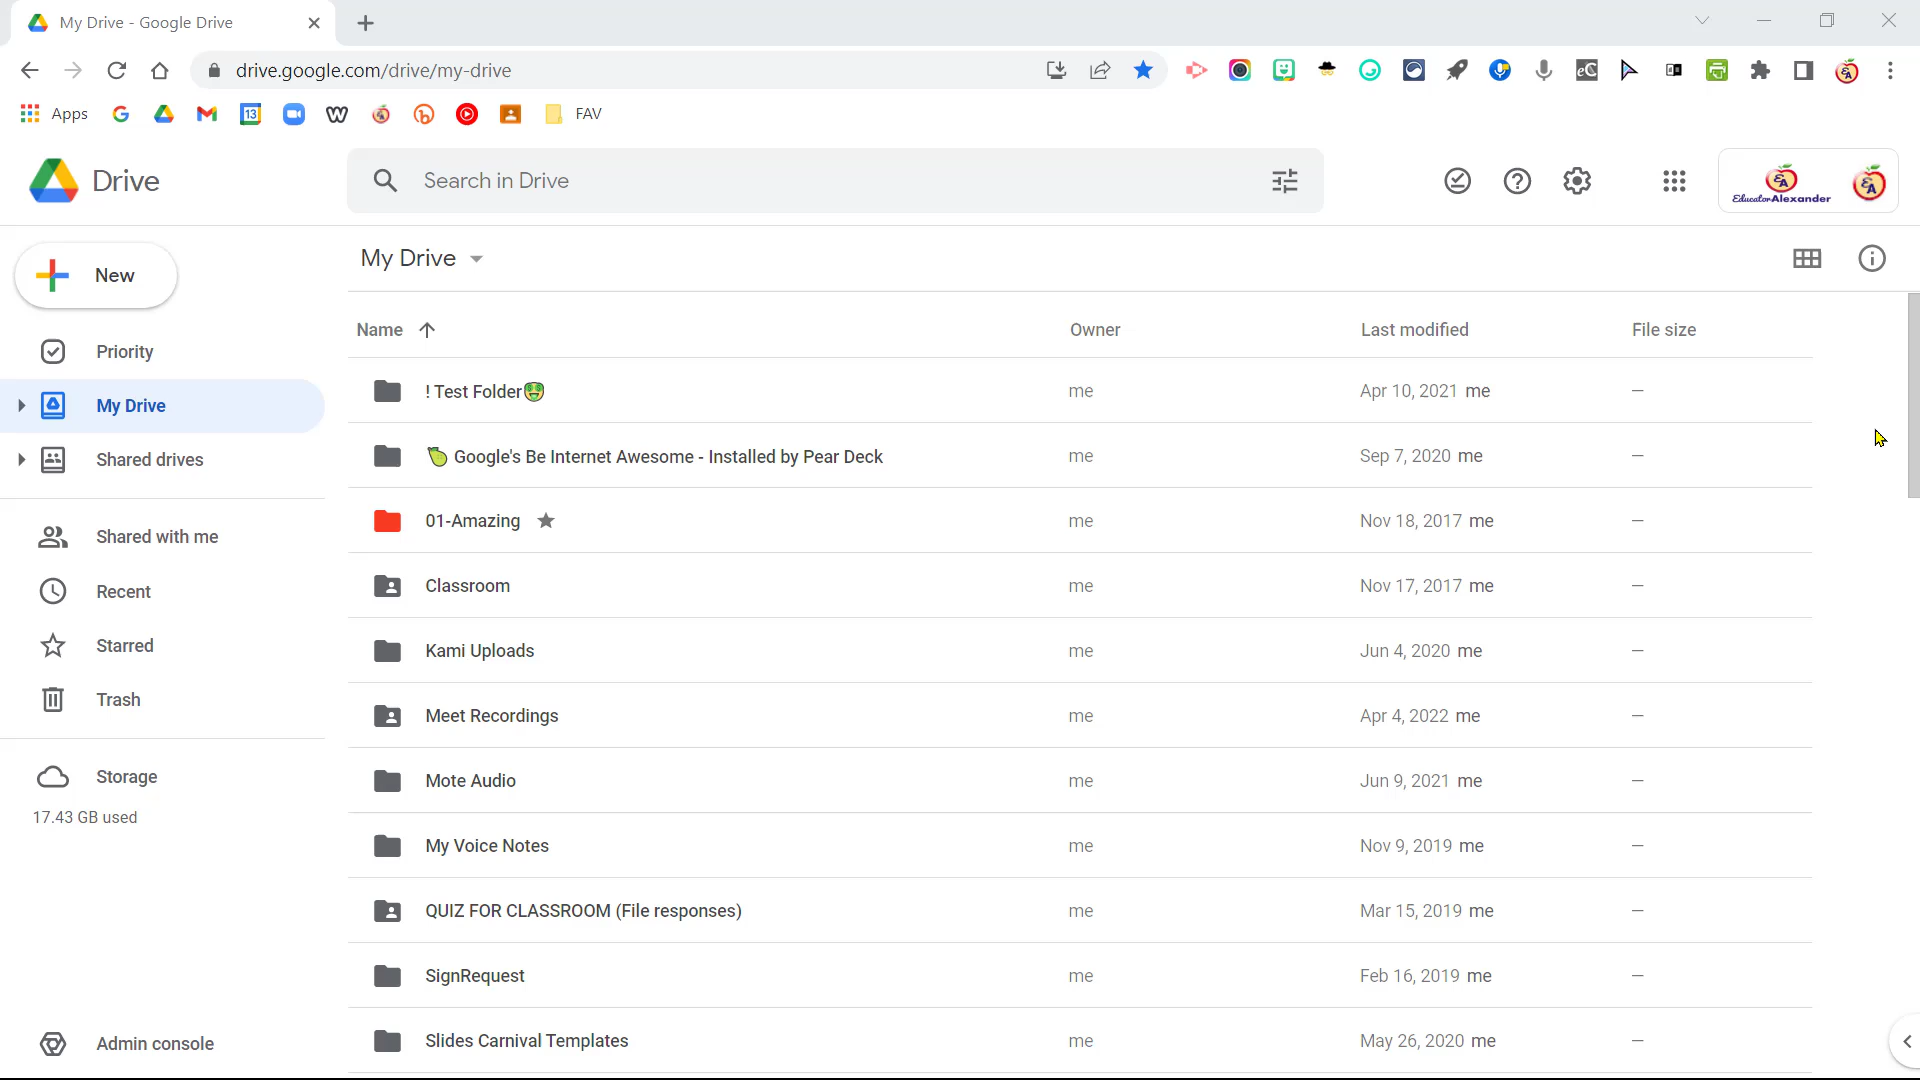 My Drive - Google Drive
drive.google.com/drive/my-drive
Apps
13
FAV
Drive
Search in Drive
EA
EducatorAlexander
EA
New
My Drive
Priority
My Drive
Shared drives
Shared with me
Recent
Starred
Trash
Storage
17.43 GB used
Admin console
Name Owner Last modified File size
! Test Folder🤑 me Apr 10, 2021 me —
🍐 Google's Be Internet Awesome - Installed by Pear Deck me Sep 7, 2020 me —
01-Amazing me Nov 18, 2017 me —
Classroom me Nov 17, 2017 me —
Kami Uploads me Jun 4, 2020 me —
Meet Recordings me Apr 4, 2022 me —
Mote Audio me Jun 9, 2021 me —
My Voice Notes me Nov 9, 2019 me —
QUIZ FOR CLASSROOM (File responses) me Mar 15, 2019 me —
SignRequest me Feb 16, 2019 me —
Slides Carnival Templates me May 26, 2020 me —